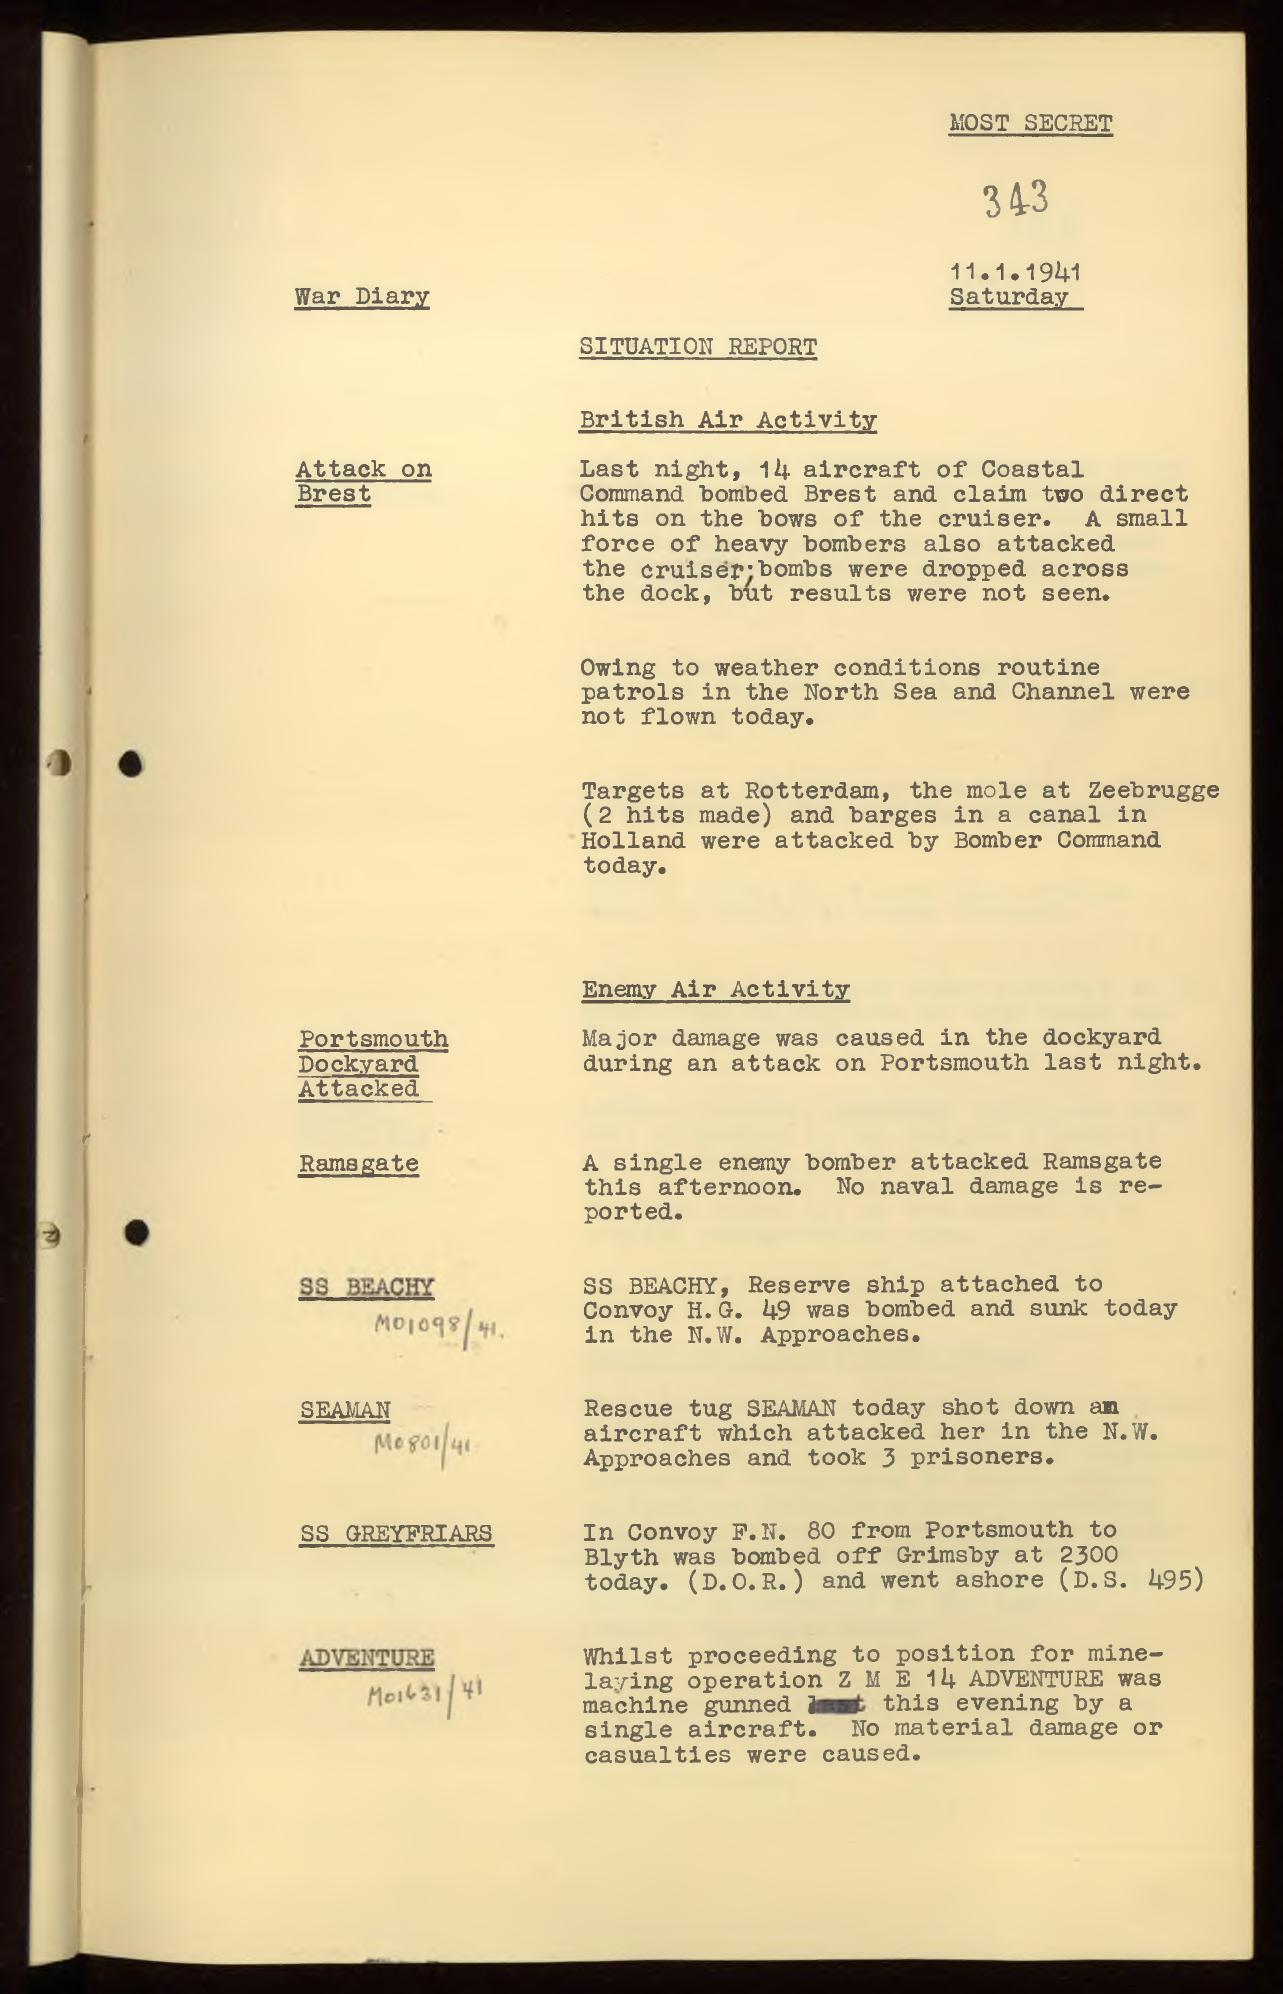 MOST SECRET
343
11.1.1941
War Diary
Saturday
SITUATION REPORT
British Air Activity
Attack on
Brest
Last night, 14 aircraft of Coastal
Command bombed Brest and claim two direct
hits on the bows of the cruiser. A small
force of heavy bombers also attacked
the cruiser; bombs were dropped across
the dock, but results were not seen.
Owing to weather conditions routine
patrols in the North Sea and Channel were
not flown today.
Targets at Rotterdam, the mole at Zeebrugge
(2 hits made) and barges in a canal in
Holland were attacked by Bomber Command
today.
Enemy Air Activity
Portsmouth
Dockyard
Attacked
Major damage was caused in the dockyard
during an attack on Portsmouth last night.
Ramsgate
A single enemy bomber attacked Ramsgate
this afternoon. No naval damage is re-
ported.
SS BEACHY
M01098/41.
SS BEACHY, Reserve ship attached to
Convoy H.G. 49 was bombed and sunk today
in the N.W. Approaches.
SEAMAN
M0801/41.
Rescue tug SEAMAN today shot down an
aircraft which attacked her in the N.W.
Approaches and took 3 prisoners.
SS GREYFRIARS
In Convoy F.N. 80 from Portsmouth to
Blyth was bombed off Grimsby at 2300
today. (D.O.R.) and went ashore (D.S. 495)
ADVENTURE
M01631/41
Whilst proceeding to position for mine-
laying operation Z M E 14 ADVENTURE was
machine gunned this evening by a
single aircraft. No material damage or
casualties were caused.